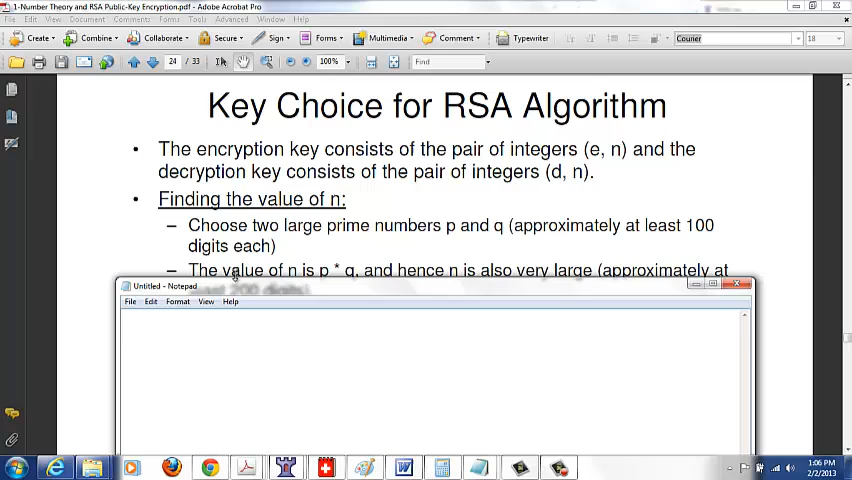 1-Number Theory and RSA Public-Key Encryption.pdf - Adobe Acrobat Pro
File Edit View Document Comments Forms Tools Advanced Window Help
Create Combine Collaborate Secure Sign Forms Multimedia Comment Typewriter Courier 18
24 / 33 100% Find
Key Choice for RSA Algorithm
• The encryption key consists of the pair of integers (e, n) and the
decryption key consists of the pair of integers (d, n).
• Finding the value of n:
– Choose two large prime numbers p and q (approximately at least 100
digits each)
– The value of n is p * q, and hence n is also very large (approximately at
least 200 digits).
Untitled - Notepad
File Edit Format View Help
1:06 PM
2/2/2013